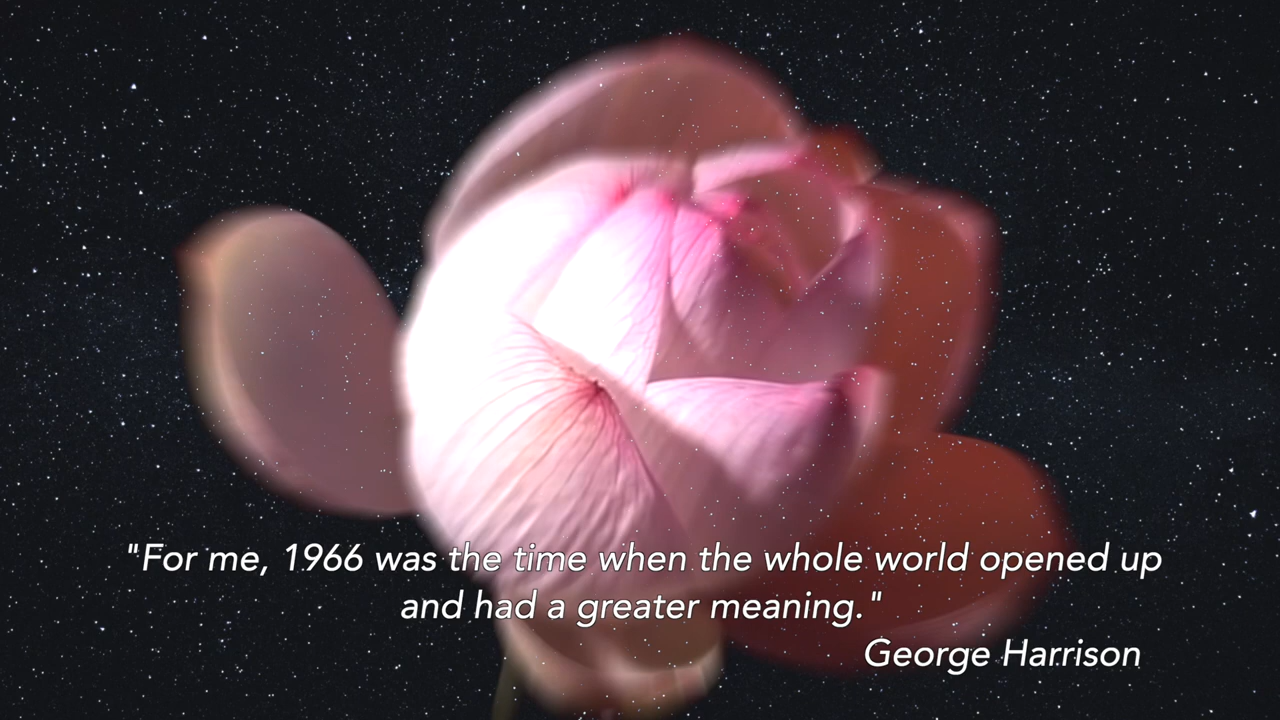 "For me, 1966 was the time when the whole world opened up
and had a greater meaning."
George Harrison